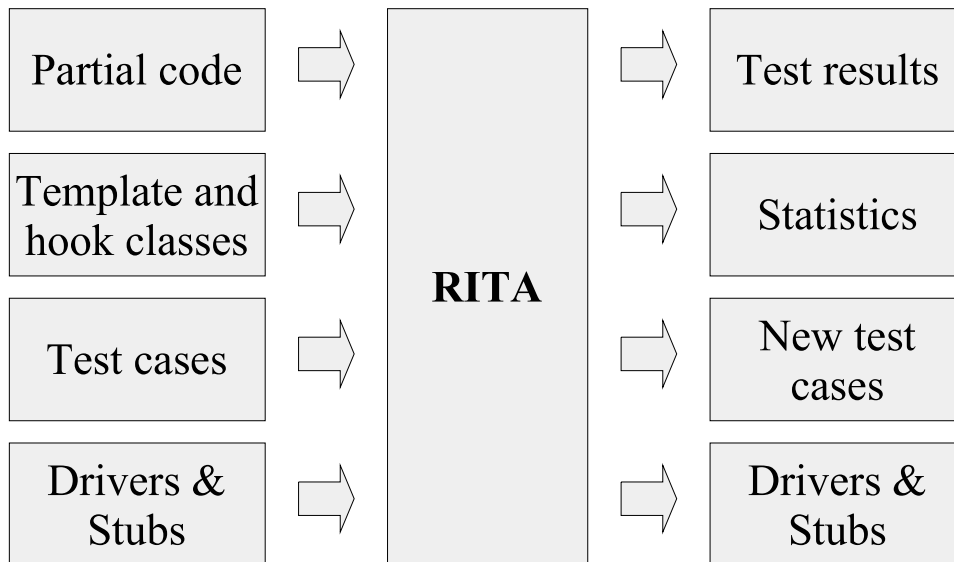 Partial code
Test results
Template and
hook classes
Statistics
RITA
Test cases
New test
cases
Drivers &
Stubs
Drivers &
Stubs